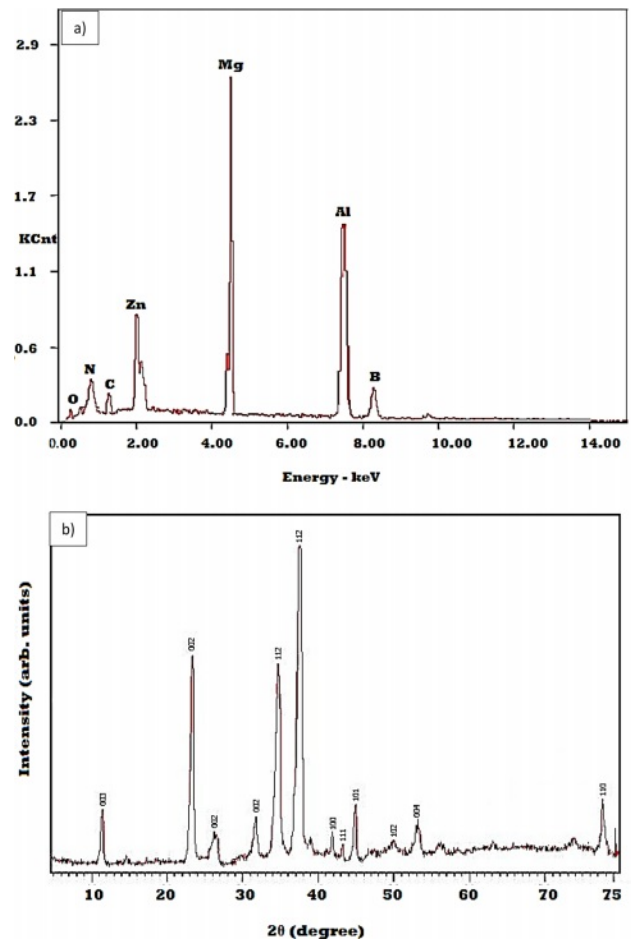 a)
2.9
Mg
2.3
1.7
Al
KCnt
1.1
Zn
0.6
N
C
B
O
0.0
0.00 2.00 4.00 6.00 8.00 10.00 12.00 14.00
Energy - keV
b)
112
002
112
003
002
002
100
111
101
102
004
110
Intensity (arb. units)
10 20 30 40 50 60 70 75
2θ (degree)